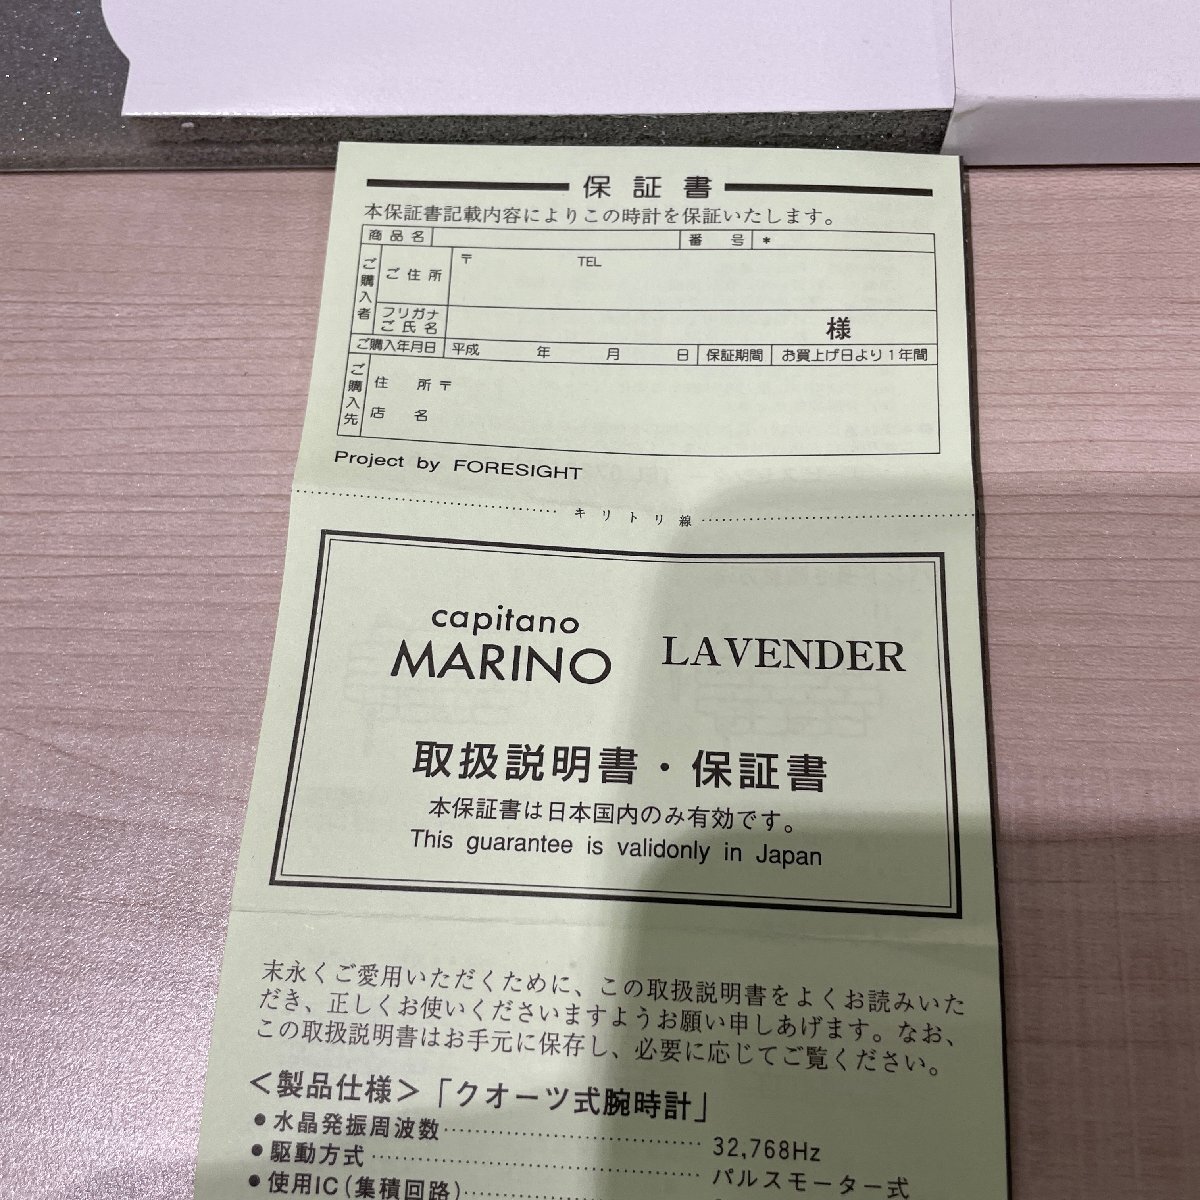 保証書
本保証書記載内容によりこの時計を保証いたします。
商品名 番号 *
ご購入者 ご住所 〒 TEL
フリガナ
ご氏名 様
ご購入年月日 平成 年 月 日 保証期間 お買上げ日より1年間
ご購入先 住所 〒
店名
Project by FORESIGHT
キリトリ線
capitano
MARINO LAVENDER
取扱説明書・保証書
本保証書は日本国内のみ有効です。
This guarantee is validonly in Japan
末永くご愛用いただくために、この取扱説明書をよくお読みいた
だき、正しくお使いくださいますようお願い申しあげます。なお、
この取扱説明書はお手元に保存し、必要に応じてご覧ください。
＜製品仕様＞「クオーツ式腕時計」
●水晶発振周波数 32,768Hz
●駆動方式 パルスモーター式
●使用IC(集積回路)